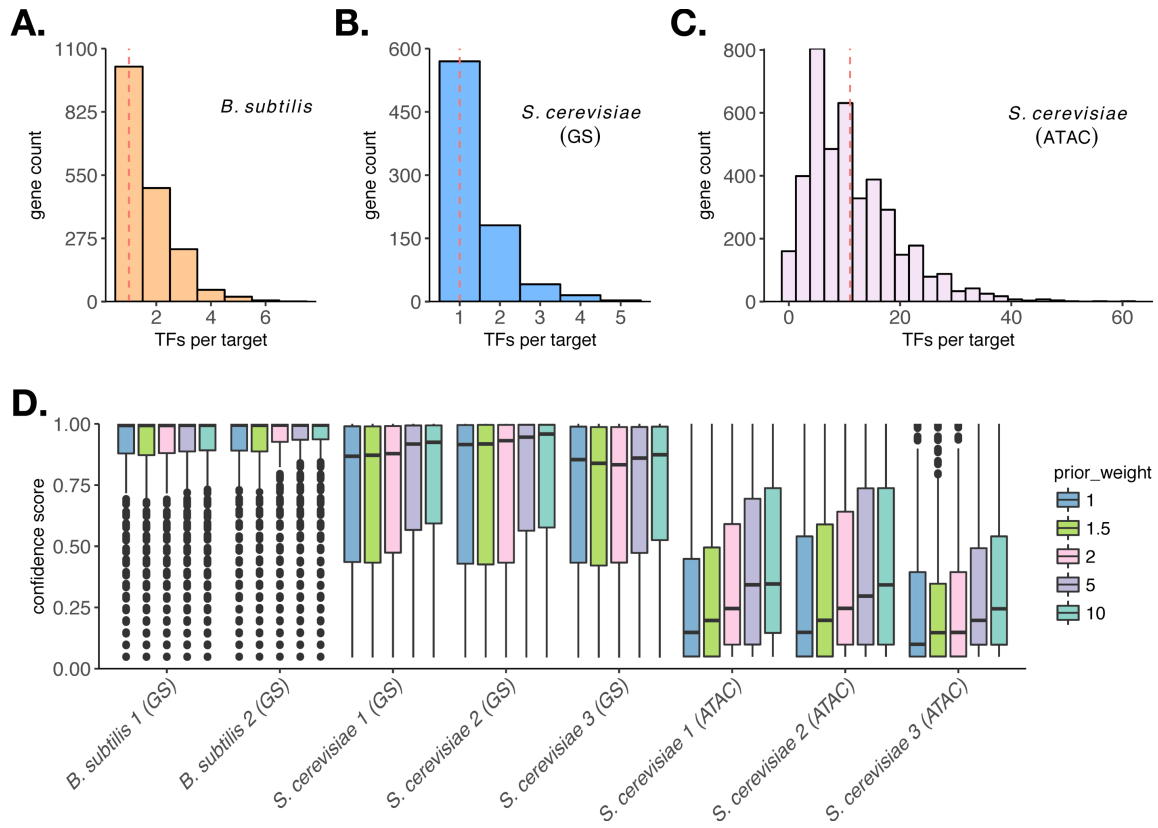 A.
B.
C.
1100
825
550
275
0
gene count
B. subtilis
2 4 6
TFs per target
600
450
300
150
0
gene count
S. cerevisiae
(GS)
1 2 3 4 5
TFs per target
800
600
400
200
0
gene count
S. cerevisiae
(ATAC)
0 20 40 60
TFs per target
D.
1.00
0.75
0.50
0.25
0.00
confidence score
B. subtilis 1 (GS)
B. subtilis 2 (GS)
S. cerevisiae 1 (GS)
S. cerevisiae 2 (GS)
S. cerevisiae 3 (GS)
S. cerevisiae 1 (ATAC)
S. cerevisiae 2 (ATAC)
S. cerevisiae 3 (ATAC)
prior_weight
1
1.5
2
5
10